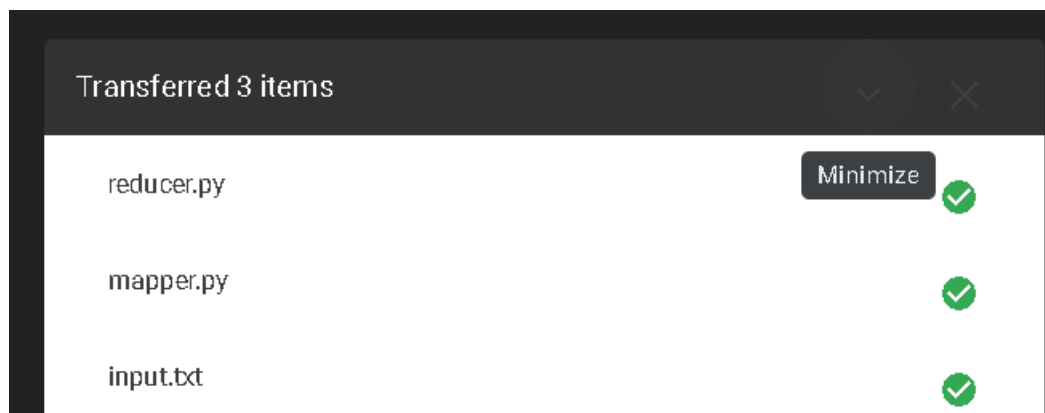 Transferred 3 items
reducer.py
Minimize
mapper.py
input.txt